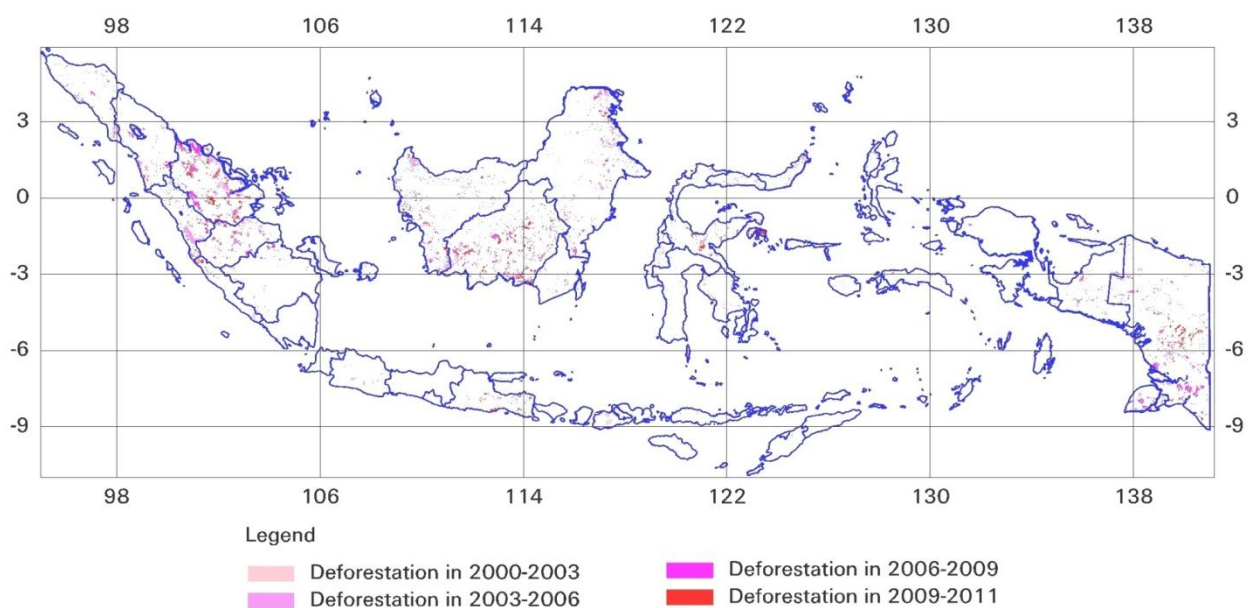 98 106 114 122 130 138
3 3
0 0
-3 -3
-6 -6
-9 -9
98 106 114 122 130 138
Legend
Deforestation in 2000-2003 Deforestation in 2006-2009
Deforestation in 2003-2006 Deforestation in 2009-2011